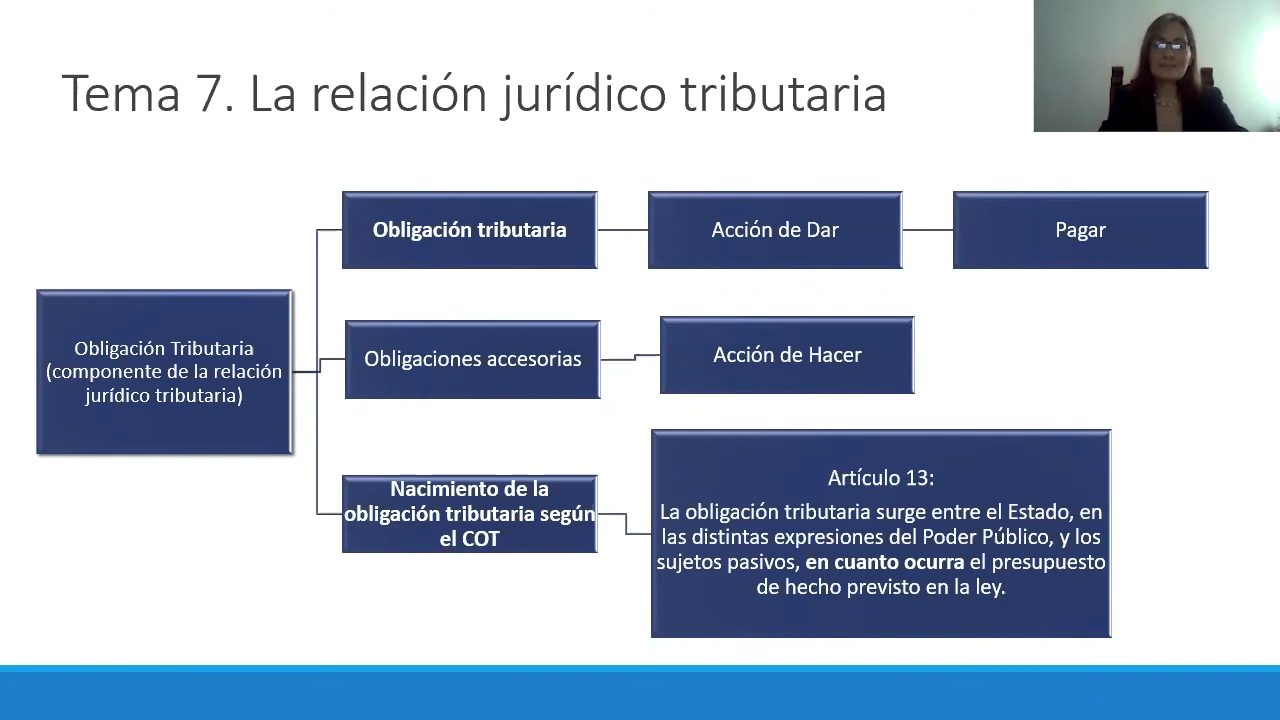 Tema 7. La relación jurídico tributaria
Obligación tributaria
Acción de Dar
Pagar
Obligación Tributaria
(componente de la relación
jurídico tributaria)
Obligaciones accesorias
Acción de Hacer
Nacimiento de la
obligación tributaria según
el COT
Artículo 13:
La obligación tributaria surge entre el Estado, en
las distintas expresiones del Poder Público, y los
sujetos pasivos, en cuanto ocurra el presupuesto
de hecho previsto en la ley.